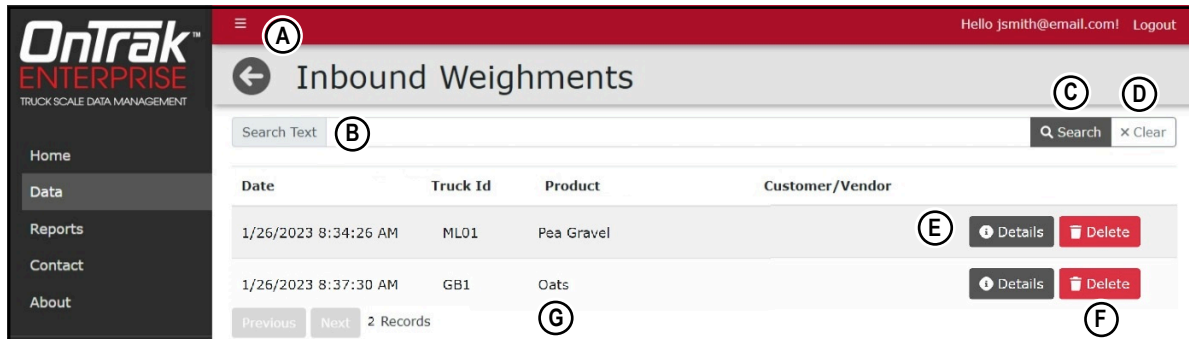 OnTrak™
ENTERPRISE
TRUCK SCALE DATA MANAGEMENT
Home
Data
Reports
Contact
About
A
Hello jsmith@email.com! Logout
Inbound Weighments
C D
Search Text B Search × Clear
Date Truck Id Product Customer/Vendor
1/26/2023 8:34:26 AM ML01 Pea Gravel E Details Delete
1/26/2023 8:37:30 AM GB1 Oats Details Delete
Previous Next 2 Records G F